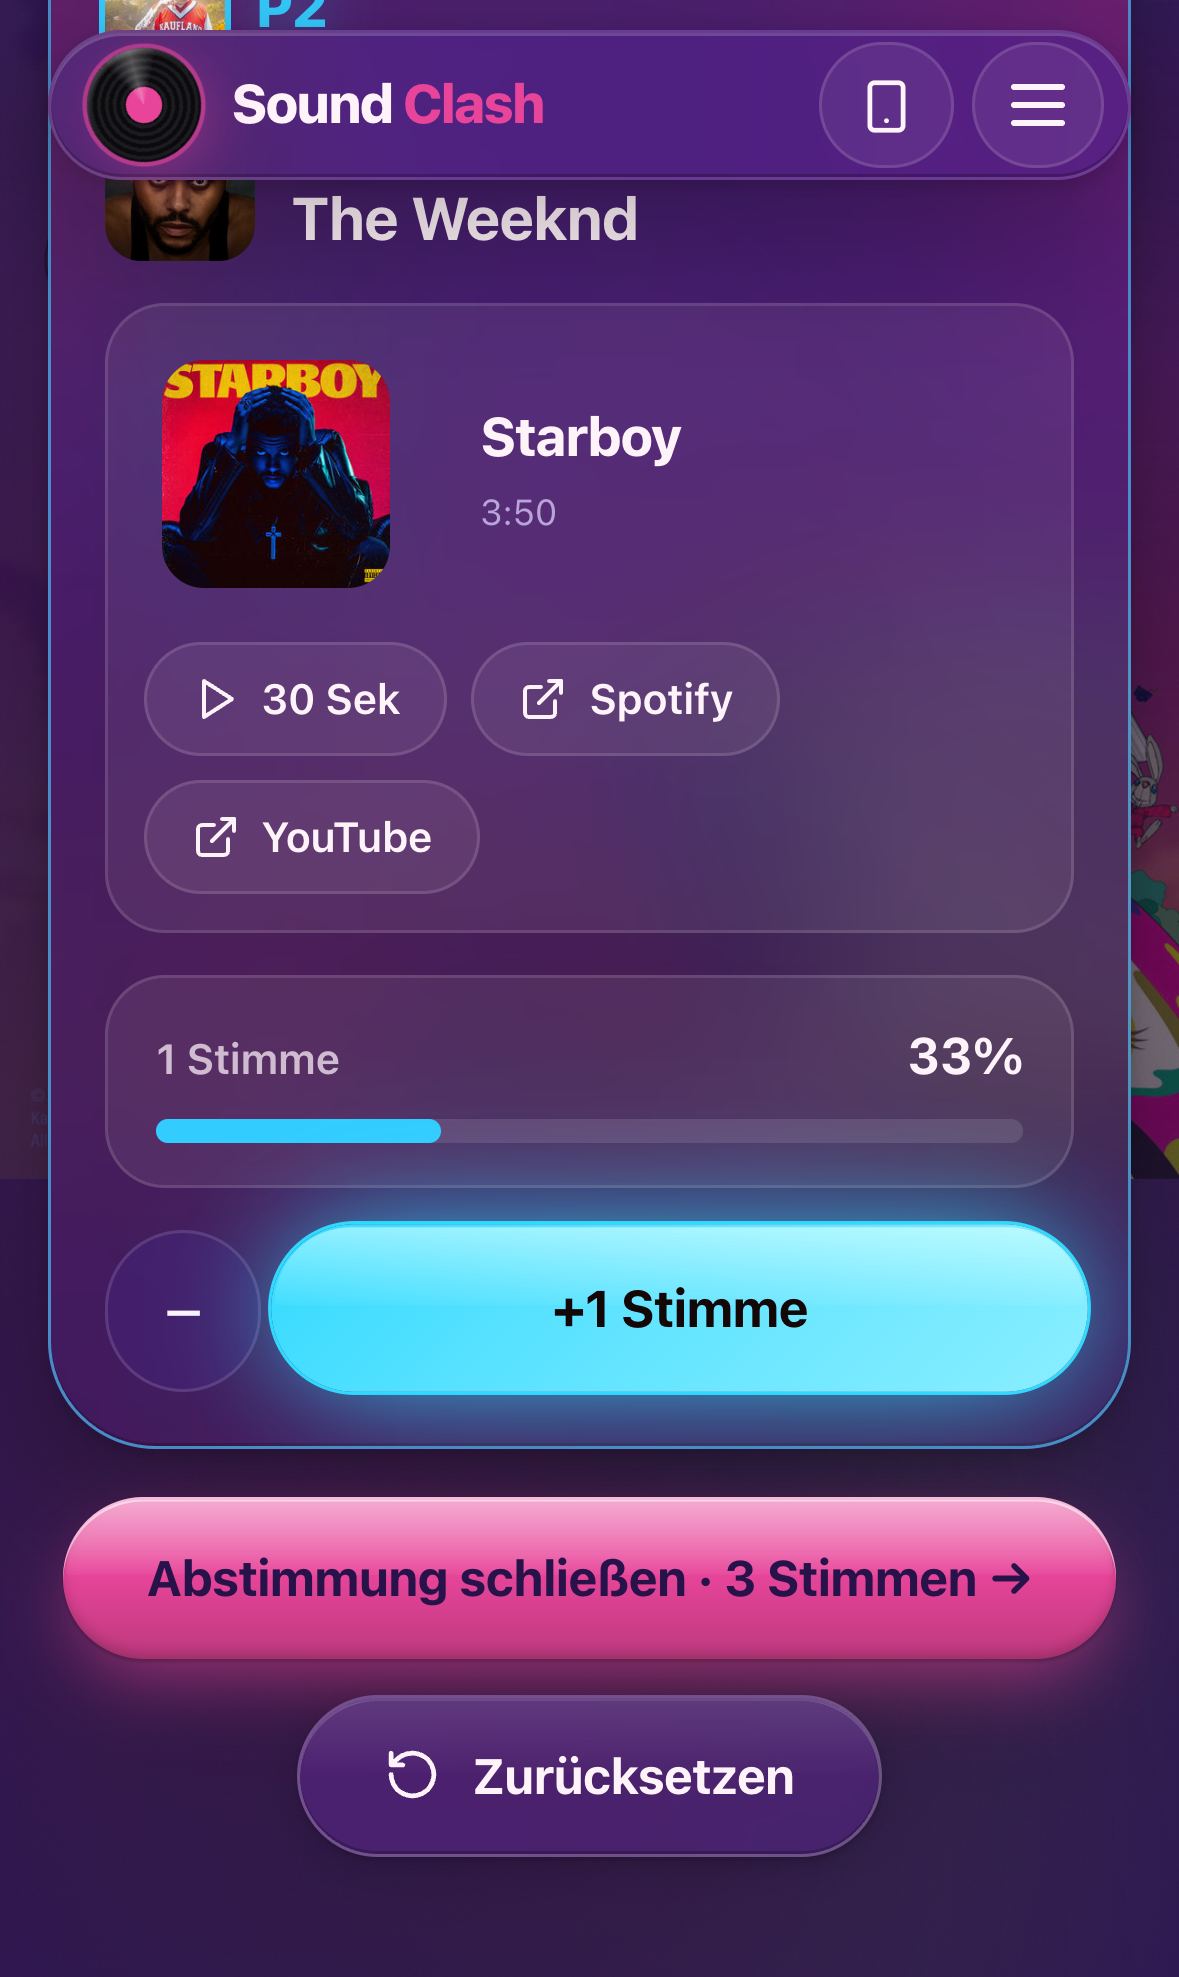 P2
KAUFLAND
Sound Clash
The Weeknd
STARBOY
Starboy
3:50
30 Sek
Spotify
YouTube
1 Stimme
33%
– +1 Stimme
Abstimmung schließen · 3 Stimmen →
Zurücksetzen